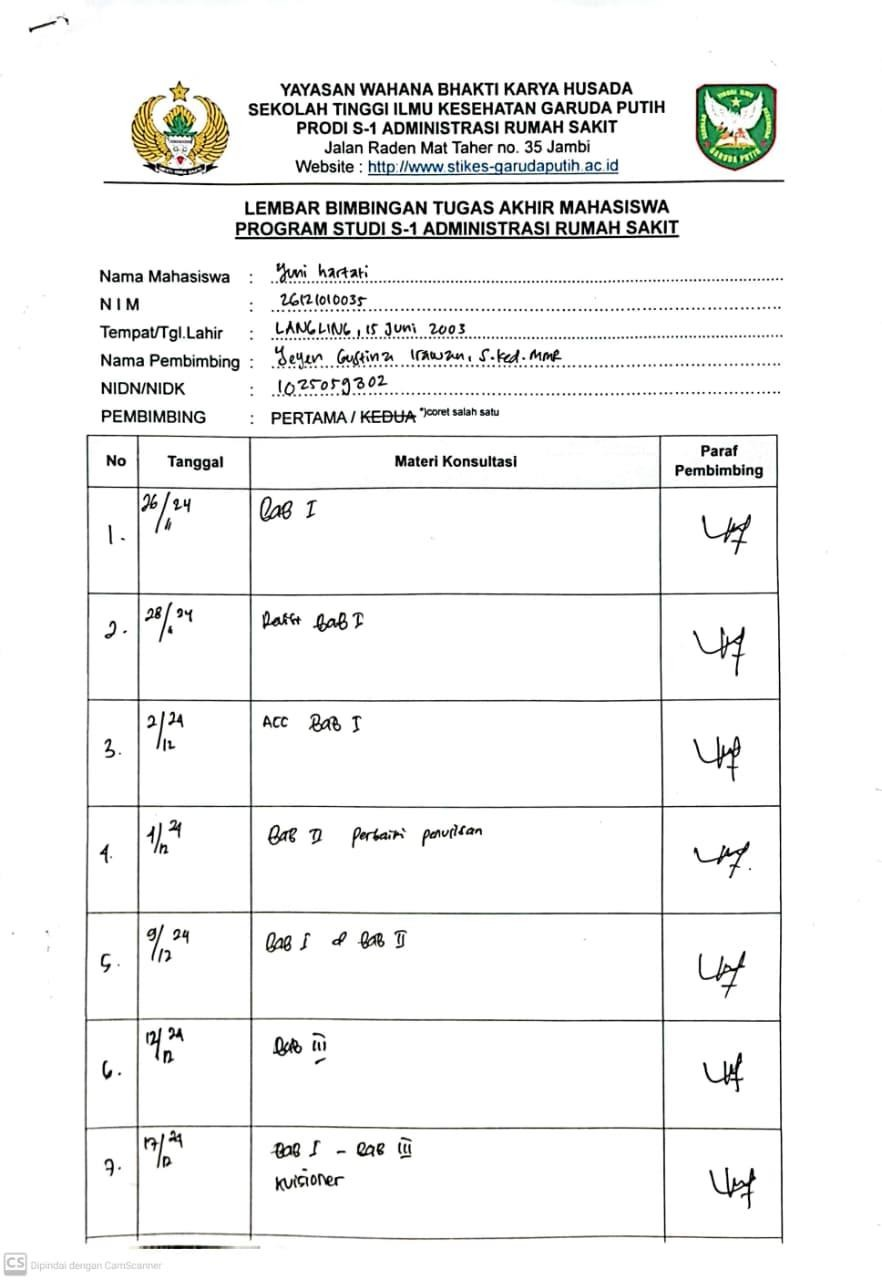 YAYASAN WAHANA BHAKTI KARYA HUSADA
SEKOLAH TINGGI ILMU KESEHATAN GARUDA PUTIH
PRODI S-1 ADMINISTRASI RUMAH SAKIT
Jalan Raden Mat Taher no. 35 Jambi
Website : http://www.stikes-garudaputih.ac.id
GARUDA PUTIH
LEMBAR BIMBINGAN TUGAS AKHIR MAHASISWA
PROGRAM STUDI S-1 ADMINISTRASI RUMAH SAKIT
Nama Mahasiswa : Yuni hartati
N I M : 26121010035
Tempat/Tgl.Lahir : LANGLING, 15 Juni 2003
Nama Pembimbing : Yeyen Gustina Irawan, S.Ked. MMR
NIDN/NIDK : 1025059302
PEMBIMBING : PERTAMA / KEDUA *)coret salah satu
No Tanggal Materi Konsultasi Paraf Pembimbing
1. 26/24 11 BAB I
2. 28/24 BAB I
3. 2/24 12 ACC BAB I
4. 24 12 BAB II Perbaiki penulisan
5. 9/24 12 BAB I & BAB II
6. 12/24 12 BAB III
7. 17/24 12 BAB I - BAB III
kuisioner
CS Dipindai dengan CamScanner